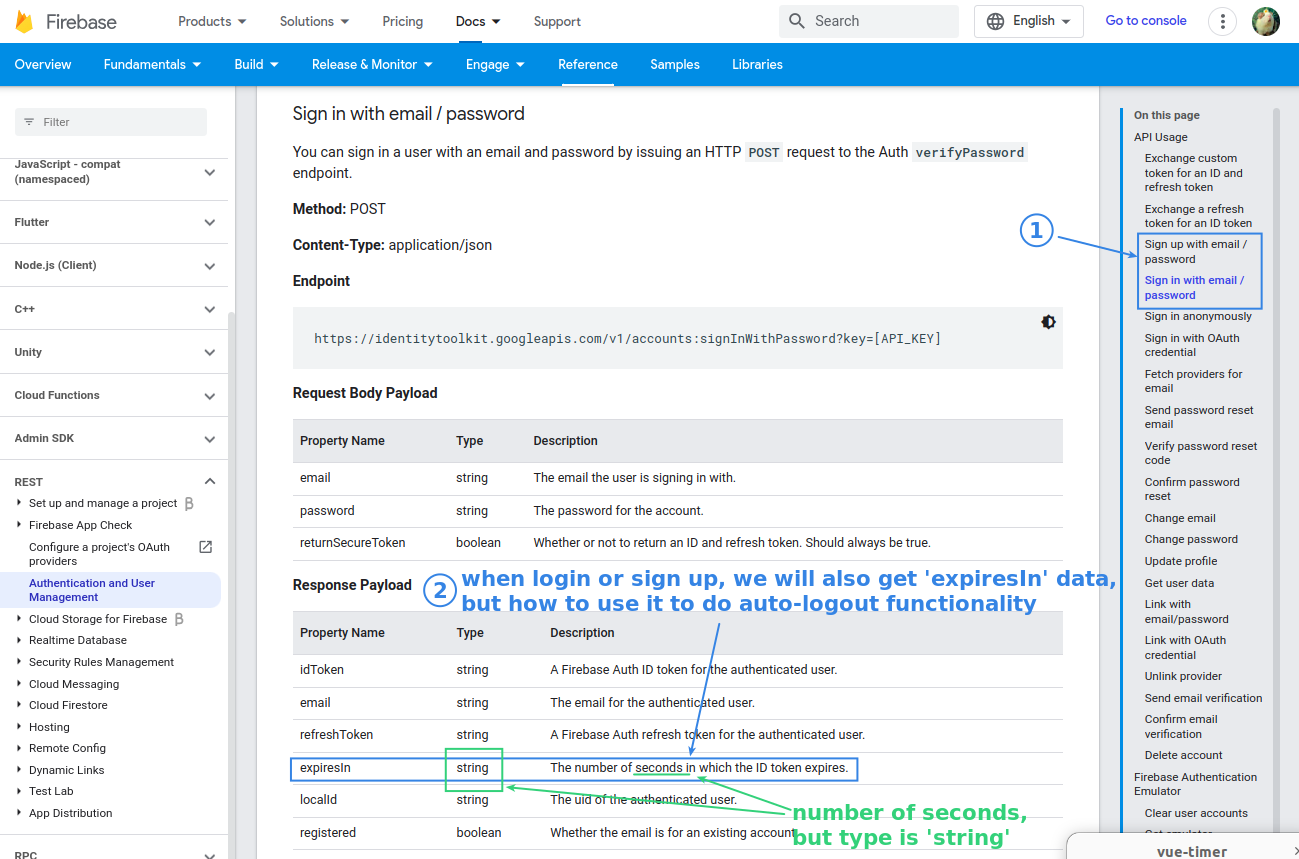 Firebase
Products
Solutions
Pricing
Docs
Support
Search
English
Go to console
Overview
Fundamentals
Build
Release & Monitor
Engage
Reference
Samples
Libraries
Filter
JavaScript - compat
(namespaced)
Flutter
Node.js (Client)
C++
Unity
Cloud Functions
Admin SDK
REST
Set up and manage a project β
Firebase App Check
Configure a project's OAuth
providers
Authentication and User
Management
Cloud Storage for Firebase β
Realtime Database
Security Rules Management
Cloud Messaging
Cloud Firestore
Hosting
Remote Config
Dynamic Links
Test Lab
App Distribution
RPC
Sign in with email / password
You can sign in a user with an email and password by issuing an HTTP POST request to the Auth verifyPassword
endpoint.
Method: POST
Content-Type: application/json
Endpoint
https://identitytoolkit.googleapis.com/v1/accounts:signInWithPassword?key=[API_KEY]
Request Body Payload
Property Name Type Description
email string The email the user is signing in with.
password string The password for the account.
returnSecureToken boolean Whether or not to return an ID and refresh token. Should always be true.
Response Payload
2 when login or sign up, we will also get 'expiresIn' data,
but how to use it to do auto-logout functionality
Property Name Type Description
idToken string A Firebase Auth ID token for the authenticated user.
email string The email for the authenticated user.
refreshToken string A Firebase Auth refresh token for the authenticated user.
expiresIn string The number of seconds in which the ID token expires.
localId string The uid of the authenticated user.
registered boolean Whether the email is for an existing account
number of seconds,
but type is 'string'
1
On this page
API Usage
Exchange custom
token for an ID and
refresh token
Exchange a refresh
token for an ID token
Sign up with email /
password
Sign in with email /
password
Sign in anonymously
Sign in with OAuth
credential
Fetch providers for
email
Send password reset
email
Verify password reset
code
Confirm password
reset
Change email
Change password
Update profile
Get user data
Link with
email/password
Link with OAuth
credential
Unlink provider
Send email verification
Confirm email
verification
Delete account
Firebase Authentication
Emulator
Clear user accounts
vue-timer